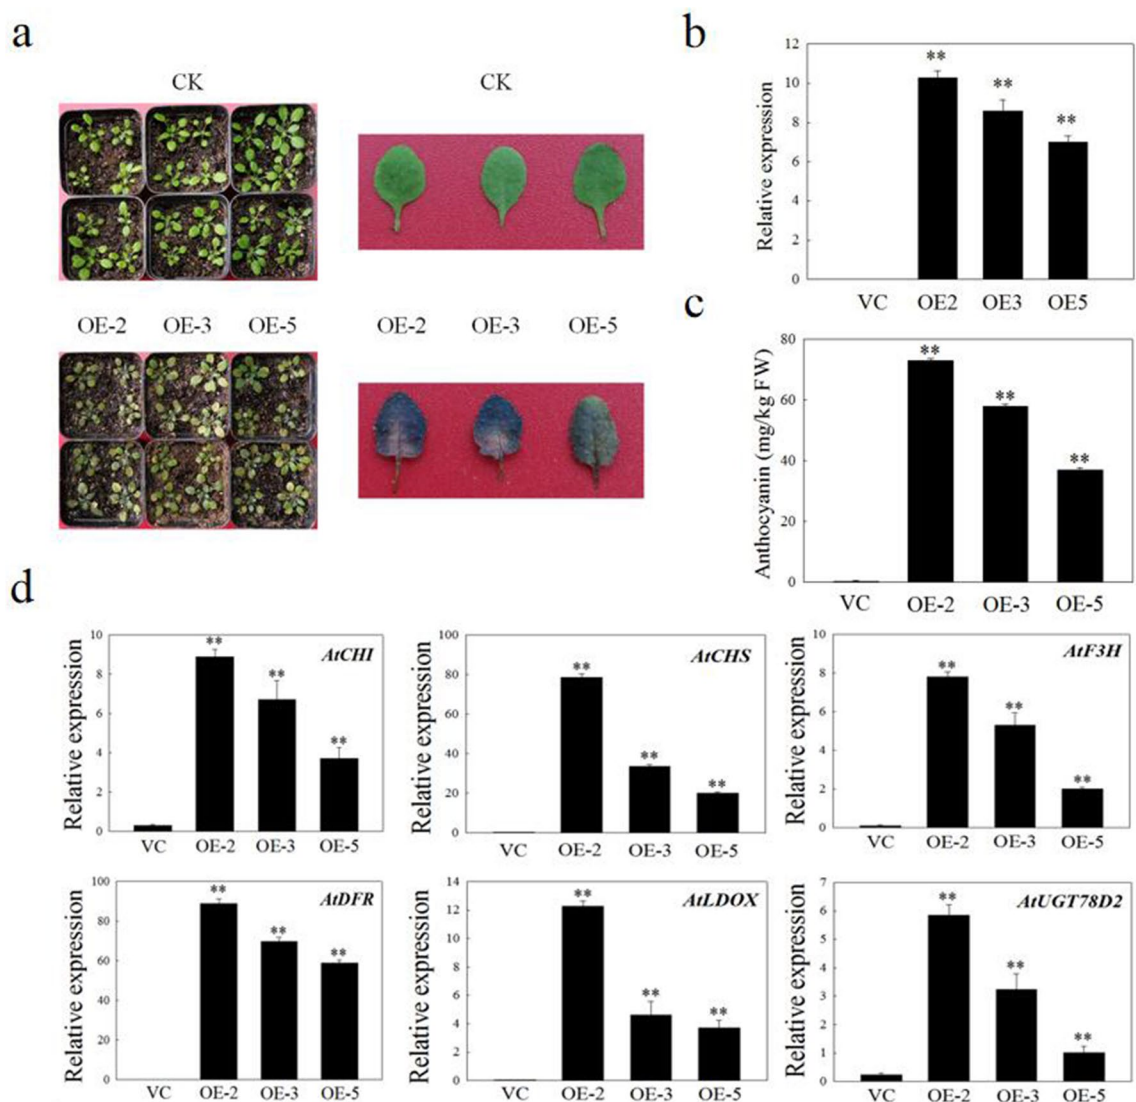 a
CK
CK
OE-2 OE-3 OE-5
OE-2 OE-3 OE-5
b
Relative expression
12
10
8
6
4
2
0
**
**
**
VC OE2 OE3 OE5
c
Anthocyanin (mg/kg FW)
80
60
40
20
0
**
**
**
VC OE-2 OE-3 OE-5
d
Relative expression
10
8
6
4
2
0
AtCHI
**
**
**
VC OE-2 OE-3 OE-5
Relative expression
100
80
60
40
20
0
AtCHS
**
**
**
VC OE-2 OE-3 OE-5
Relative expression
10
8
6
4
2
0
AtF3H
**
**
**
VC OE-2 OE-3 OE-5
Relative expression
100
80
60
40
20
0
AtDFR
**
**
**
VC OE-2 OE-3 OE-5
Relative expression
14
12
10
8
6
4
2
0
AtLDOX
**
**
**
VC OE-2 OE-3 OE-5
Relative expression
7
6
5
4
3
2
1
0
AtUGT78D2
**
**
**
VC OE-2 OE-3 OE-5